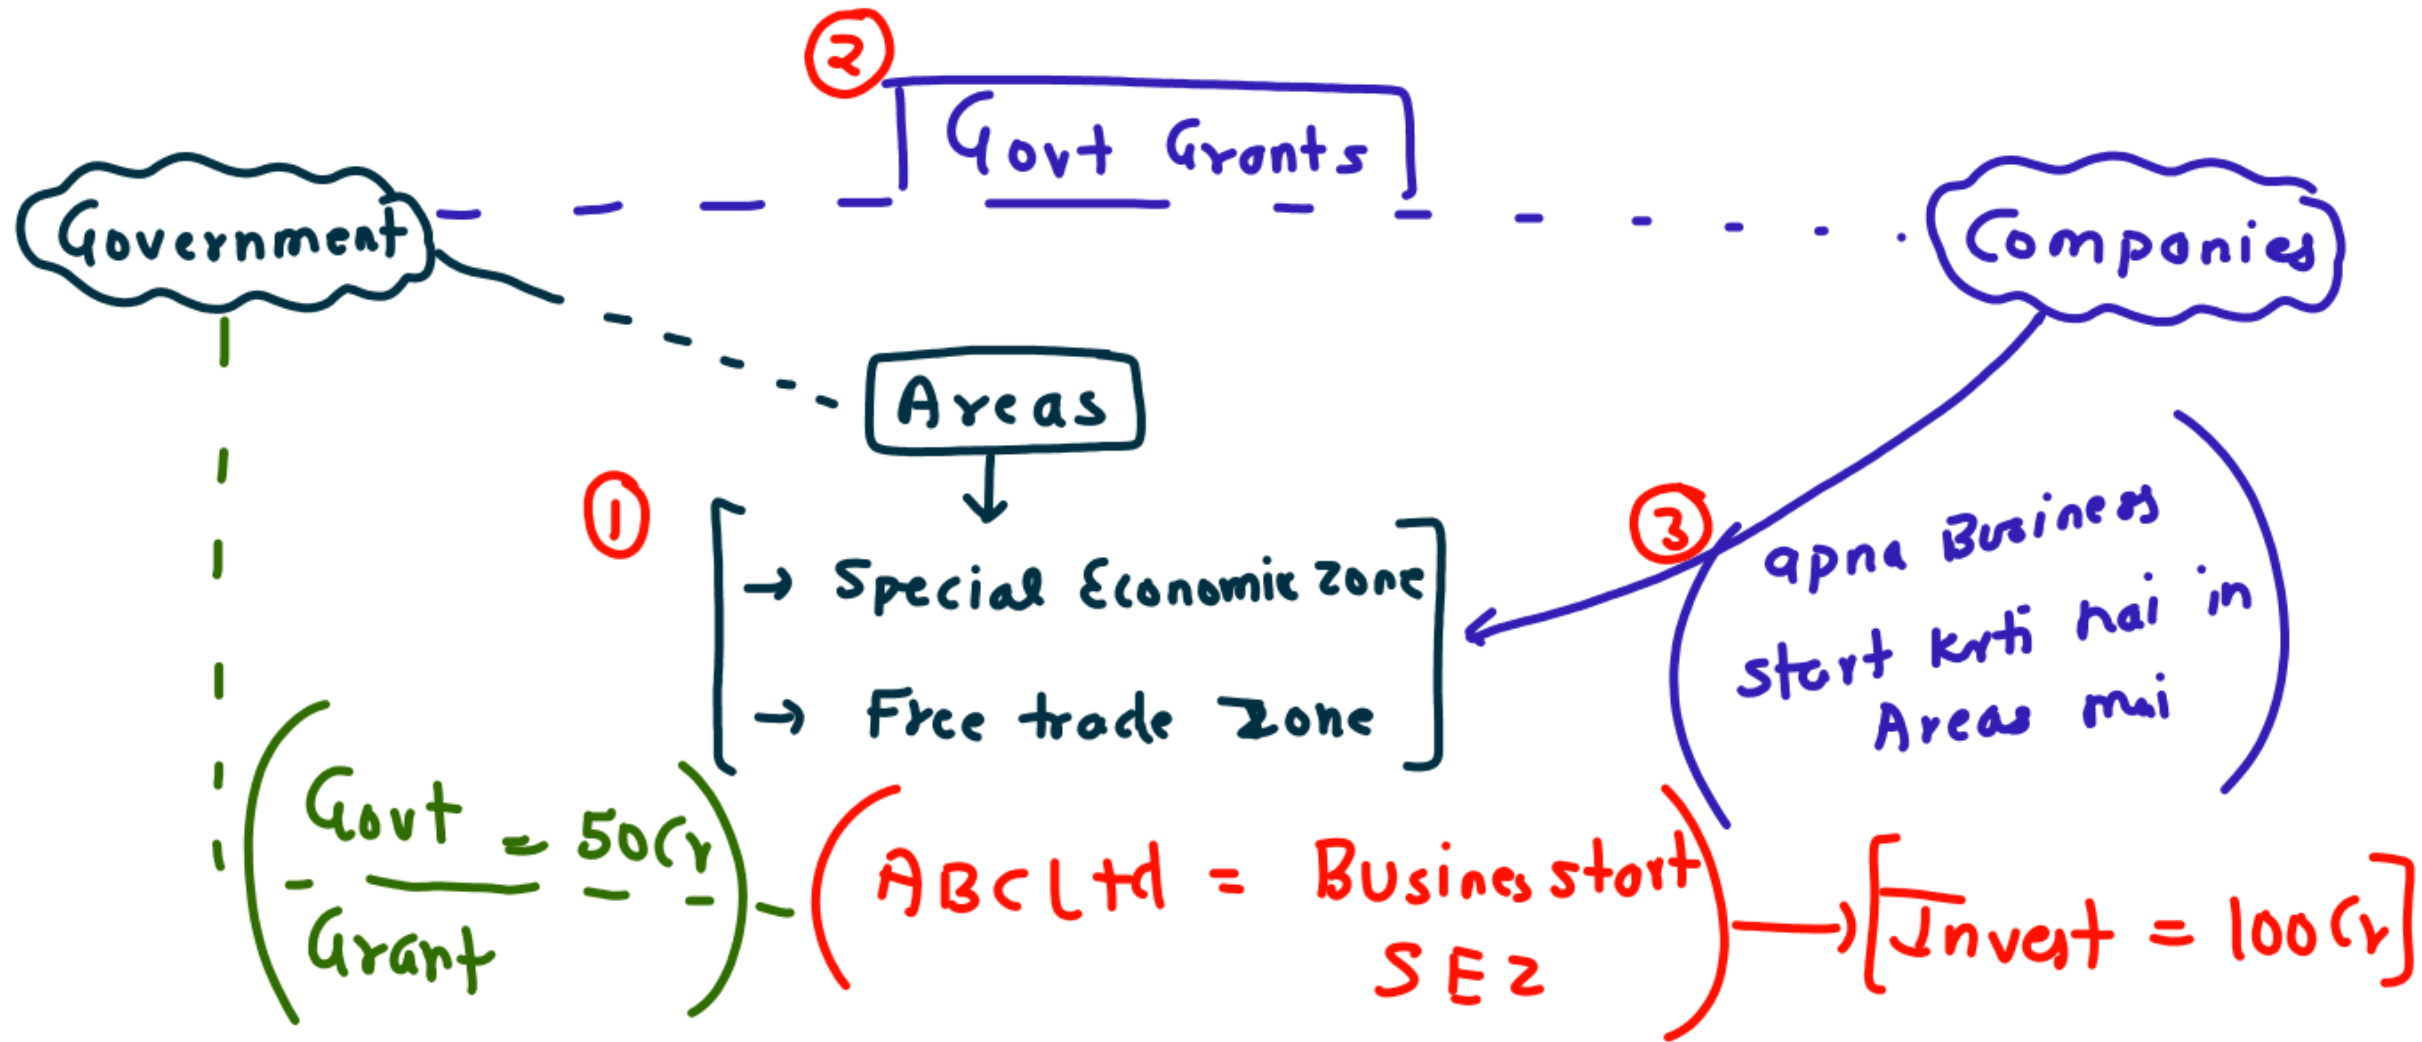 2
Govt Grants
Government
Companies
Areas
1
→ Special Economic zone
→ Free trade Zone
3
apna Business
start krti hai in
Areas mai
Govt = 50Cr
Grant
ABC Ltd = Busines start
SEZ
Invest = 100Cr